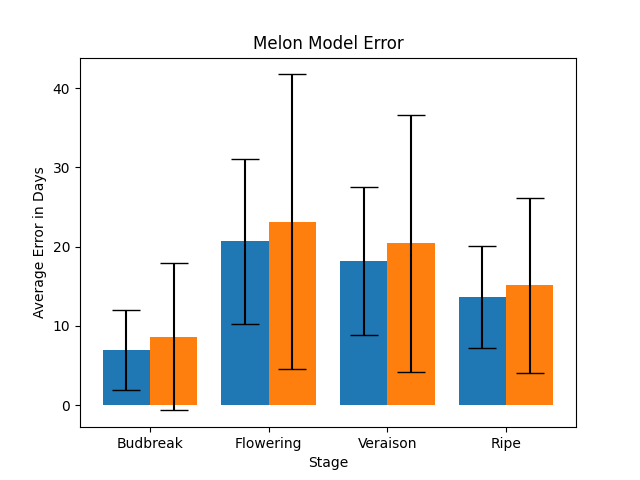 Melon Model Error
Average Error in Days
40
30
20
10
0
Budbreak
Flowering
Veraison
Ripe
Stage